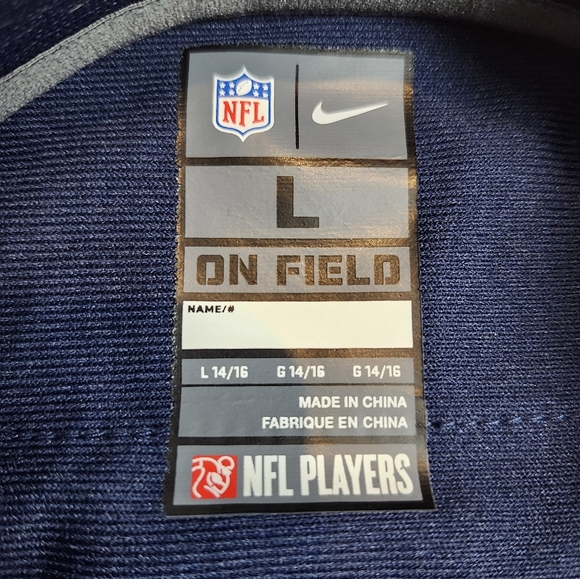 NFL
L
ON FIELD
NAME/#
L 14/16 G 14/16 G 14/16
MADE IN CHINA
FABRIQUE EN CHINA
NFL PLAYERS